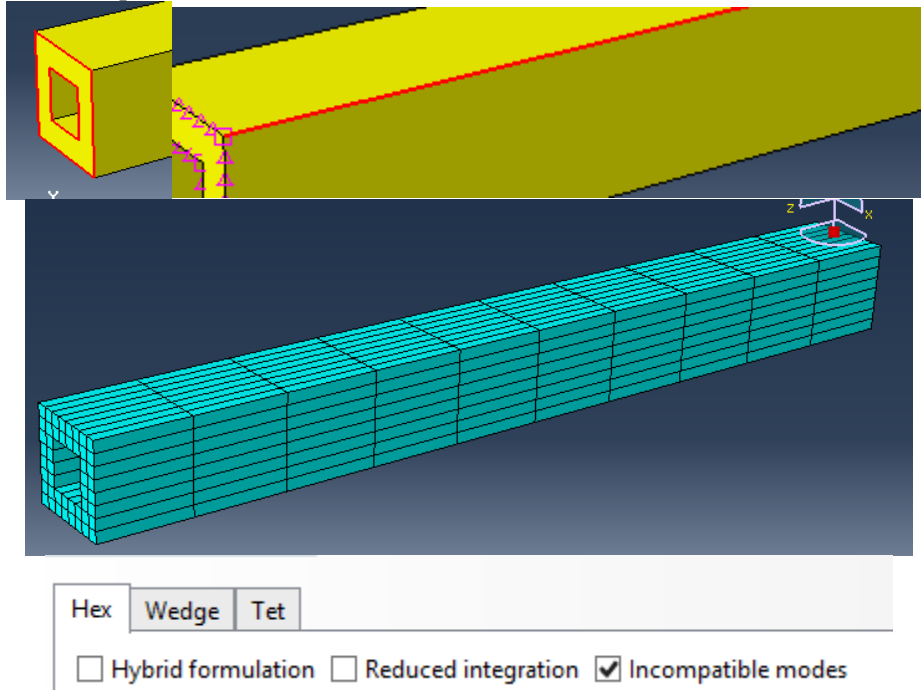 Y
Z X
Hex Wedge Tet
Hybrid formulation Reduced integration Incompatible modes